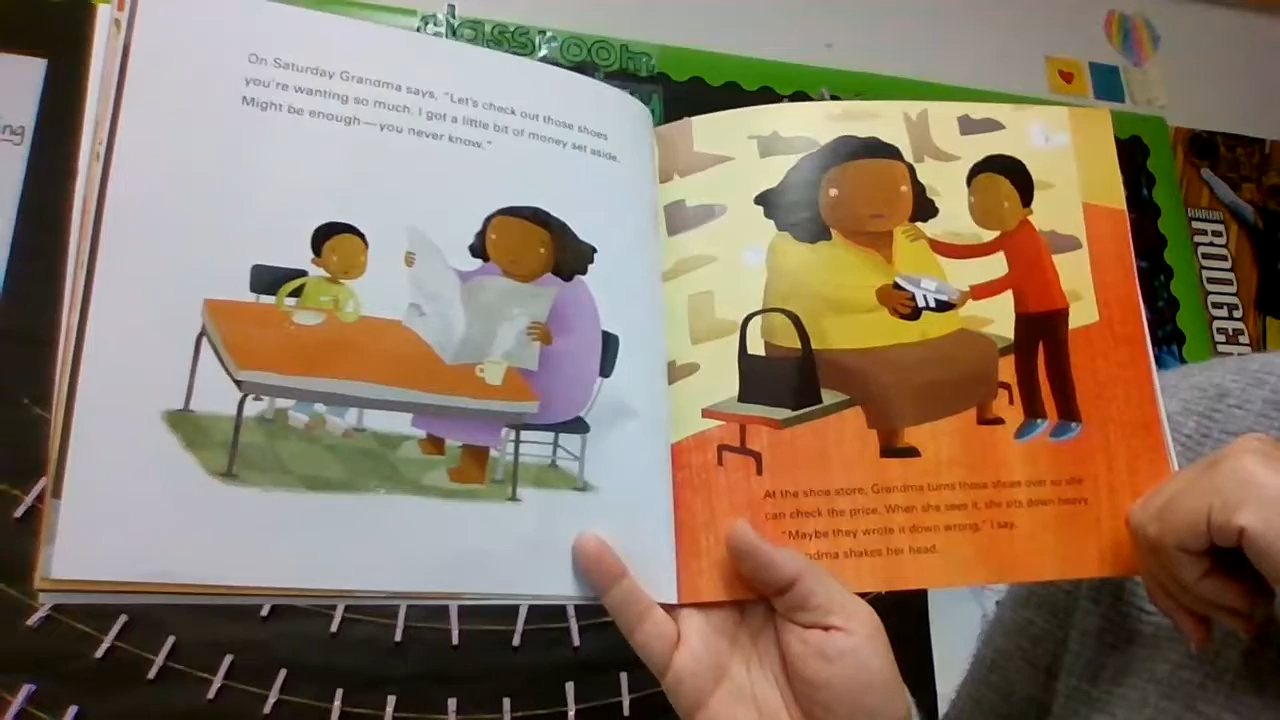 classroom
On Saturday Grandma says, "Let's check out those shoes
you're wanting so much. I got a little bit of money set aside.
Might be enough—you never know."
At the shoe store, Grandma turns those shoes over so she
can check the price. When she sees it, she sits down heavy.
"Maybe they wrote it down wrong," I say.
ndma shakes her head.
ing
AARON
RODGE